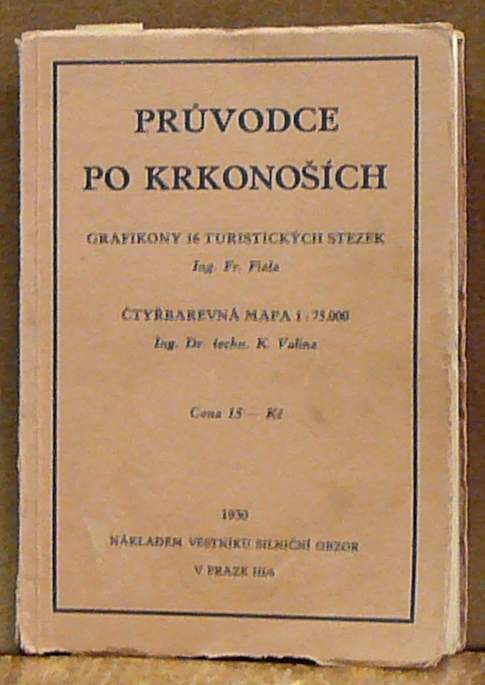 PRŮVODCE
PO KRKONOŠÍCH
GRAFIKONY 16 TURISTICKÝCH STEZEK
Ing. Fr. Fiala
ČTYŘBAREVNÁ MAPA 1:75.000
Ing. Dr. techn. K. Valina
Cena 15 — Kč
1930
NÁKLADEM VĚSTNÍKU SILNIČNÍ OBZOR
V PRAZE III/6